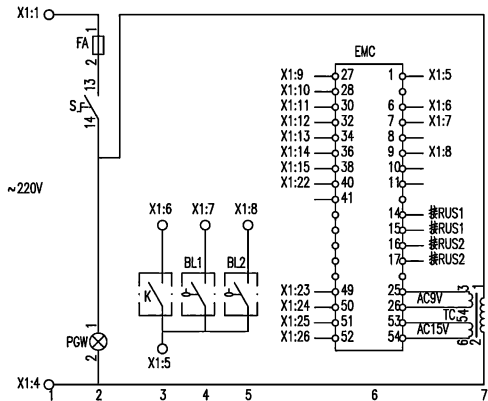 X1:1
1
FA
2
EMC
X1:9 27 1 X1:5
X1:10 28
13
X1:11 30 6 X1:6
S
X1:12 32 7 X1:7
14
X1:13 34 8
X1:14 36 9 X1:8
X1:15 38 10
X1:22 40 11
41
~220V
14 接RUS1
X1:6 X1:7 X1:8
15 接RUS1
16 接RUS2
17 接RUS2
BL1 BL2
K
X1:23 49 25 3 1
AC9V
X1:24 50 26 54 TC
X1:25 51 53
AC15V
X1:26 52 54 6 2
1
PGW
2
X1:5
X1:4
1 2 3 4 5 6 7